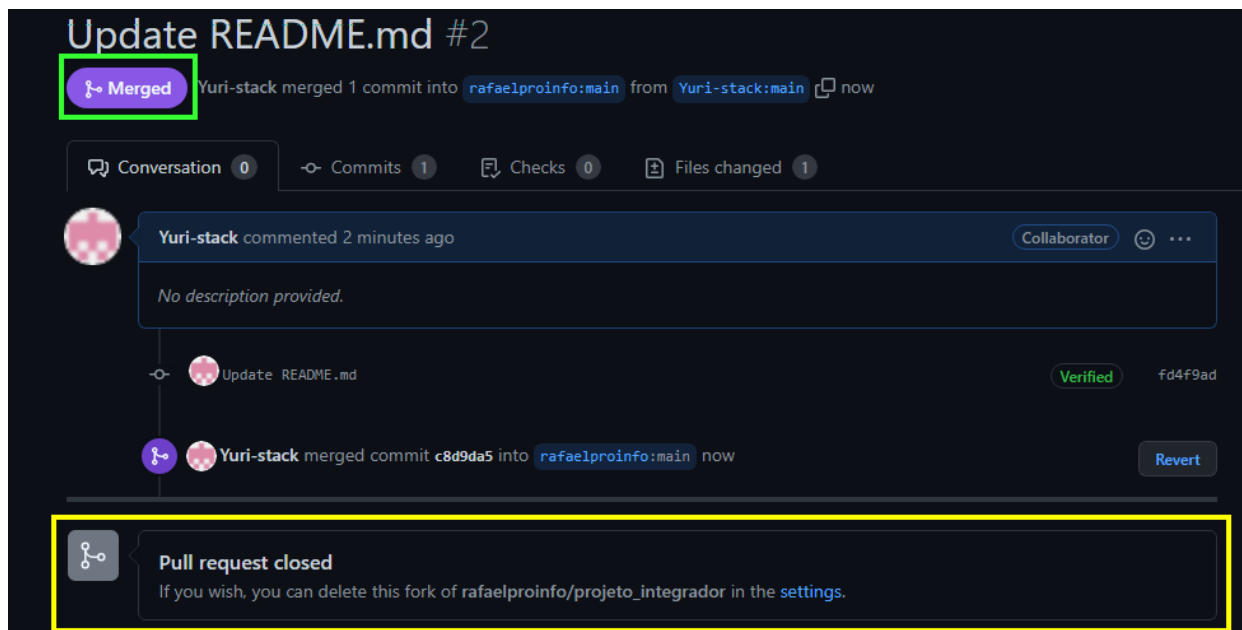 Update README.md #2
Merged Yuri-stack merged 1 commit into rafaelproinfo:main from Yuri-stack:main now
Conversation 0 Commits 1 Checks 0 Files changed 1
Yuri-stack commented 2 minutes ago Collaborator
No description provided.
Update README.md Verified fd4f9ad
Yuri-stack merged commit c8d9da5 into rafaelproinfo:main now Revert
Pull request closed
If you wish, you can delete this fork of rafaelproinfo/projeto_integrador in the settings.